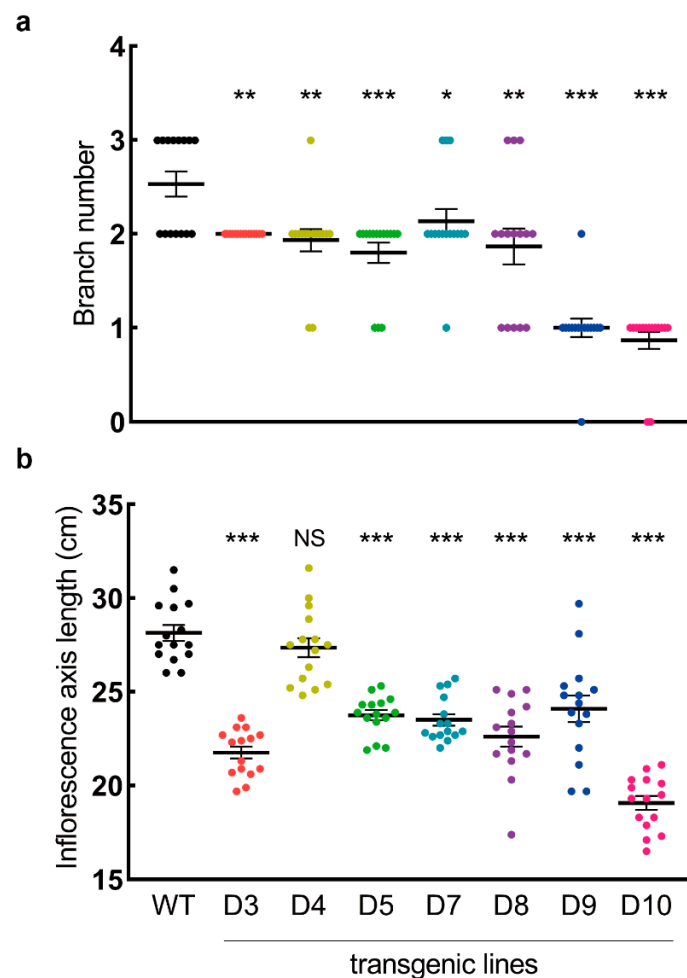 a
4
** ** *** * ** *** ***
3
2
1
0
Branch number
b
35
*** NS *** *** *** *** ***
30
25
20
15
Inflorescence axis length (cm)
WT D3 D4 D5 D7 D8 D9 D10
transgenic lines